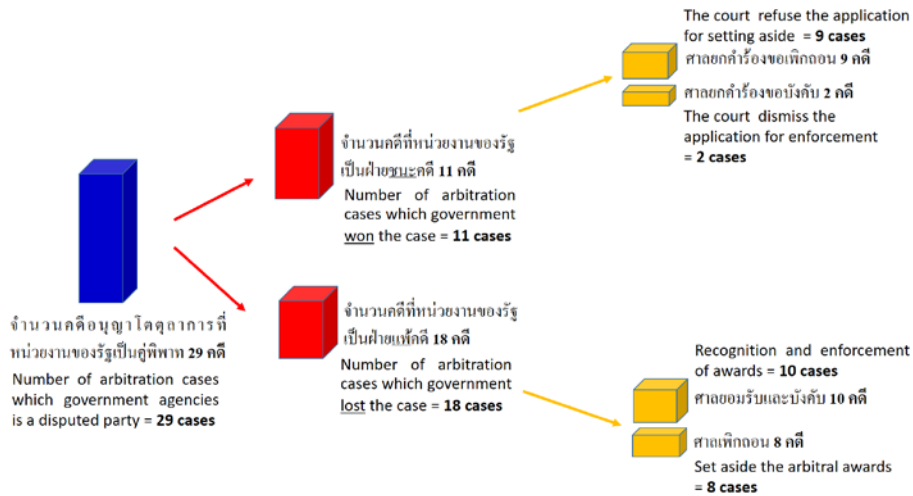 The court refuse the application
for setting aside = 9 cases
ศาลยกคำร้องขอเพิกถอน 9 คดี
ศาลยกคำร้องขอบังคับ 2 คดี
The court dismiss the
application for enforcement
= 2 cases
จำนวนคดีที่หน่วยงานของรัฐ
เป็นฝ่ายชนะคดี 11 คดี
Number of arbitration
cases which government
won the case = 11 cases
จำนวนคดีอนุญาโตตุลาการที่
หน่วยงานของรัฐเป็นคู่พิพาท 29 คดี
Number of arbitration cases
which government agencies
is a disputed party = 29 cases
จำนวนคดีที่หน่วยงานของรัฐ
เป็นฝ่ายแพ้คดี 18 คดี
Number of arbitration
cases which government
lost the case = 18 cases
Recognition and enforcement
of awards = 10 cases
ศาลยอมรับและบังคับ 10 คดี
ศาลเพิกถอน 8 คดี
Set aside the arbitral awards
= 8 cases